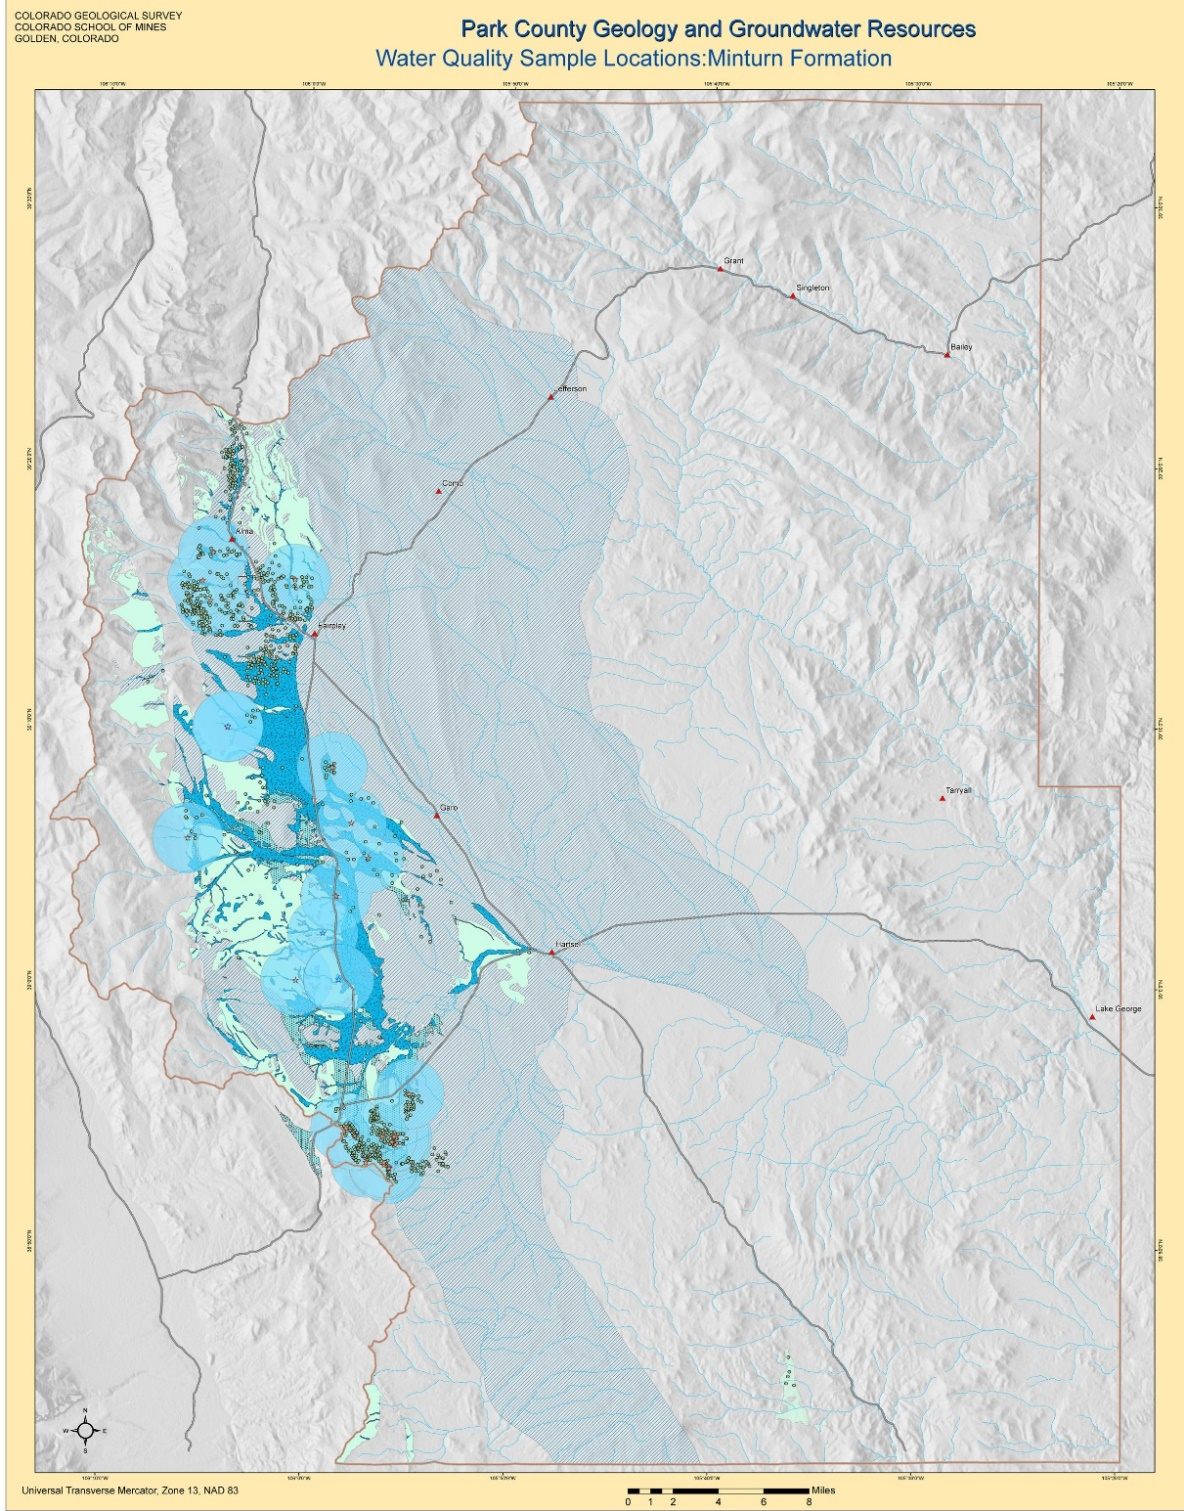 COLORADO GEOLOGICAL SURVEY
COLORADO SCHOOL OF MINES
GOLDEN, COLORADO
Park County Geology and Groundwater Resources
Water Quality Sample Locations:Minturn Formation
Grant
Singleton
Bailey
Jefferson
Como
Alma
Fairplay
Tarryall
Garo
Hartsel
Lake George
N
W E
S
Universal Transverse Mercator, Zone 13, NAD 83
Miles
0 1 2 4 6 8